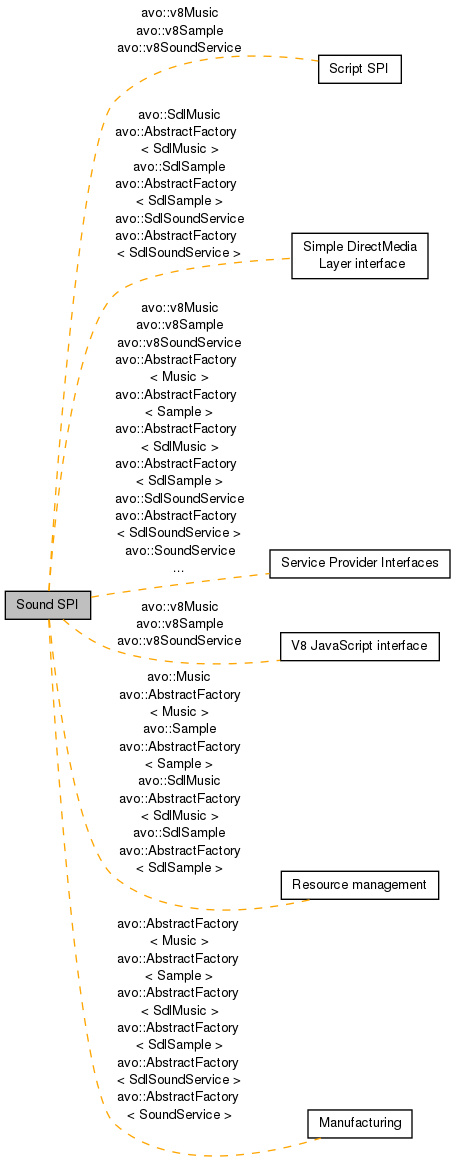 avo::v8Music
avo::v8Sample
avo::v8SoundService
Script SPI
avo::SdlMusic
avo::AbstractFactory
< SdlMusic >
avo::SdlSample
avo::AbstractFactory
< SdlSample >
avo::SdlSoundService
avo::AbstractFactory
< SdlSoundService >
Simple DirectMedia
Layer interface
avo::v8Music
avo::v8Sample
avo::v8SoundService
avo::AbstractFactory
< Music >
avo::AbstractFactory
< Sample >
avo::AbstractFactory
< SdlMusic >
avo::AbstractFactory
< SdlSample >
avo::SdlSoundService
avo::AbstractFactory
< SdlSoundService >
avo::SoundService
...
Service Provider Interfaces
Sound SPI
avo::v8Music
avo::v8Sample
avo::v8SoundService
V8 JavaScript interface
avo::Music
avo::AbstractFactory
< Music >
avo::Sample
avo::AbstractFactory
< Sample >
avo::SdlMusic
avo::AbstractFactory
< SdlMusic >
avo::SdlSample
avo::AbstractFactory
< SdlSample >
Resource management
avo::AbstractFactory
< Music >
avo::AbstractFactory
< Sample >
avo::AbstractFactory
< SdlMusic >
avo::AbstractFactory
< SdlSample >
avo::AbstractFactory
< SdlSoundService >
avo::AbstractFactory
< SoundService >
Manufacturing